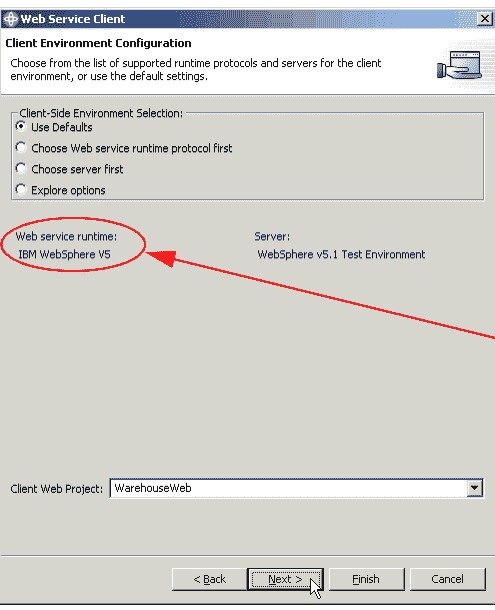 Web Service Client
Client Environment Configuration
Choose from the list of supported runtime protocols and servers for the client
environment, or use the default settings.
Client-Side Environment Selection:
Use Defaults
Choose Web service runtime protocol first
Choose server first
Explore options
Web service runtime:
IBM WebSphere V5
Server:
WebSphere v5.1 Test Environment
Client Web Project:
WarehouseWeb
< Back
Next >
Finish
Cancel